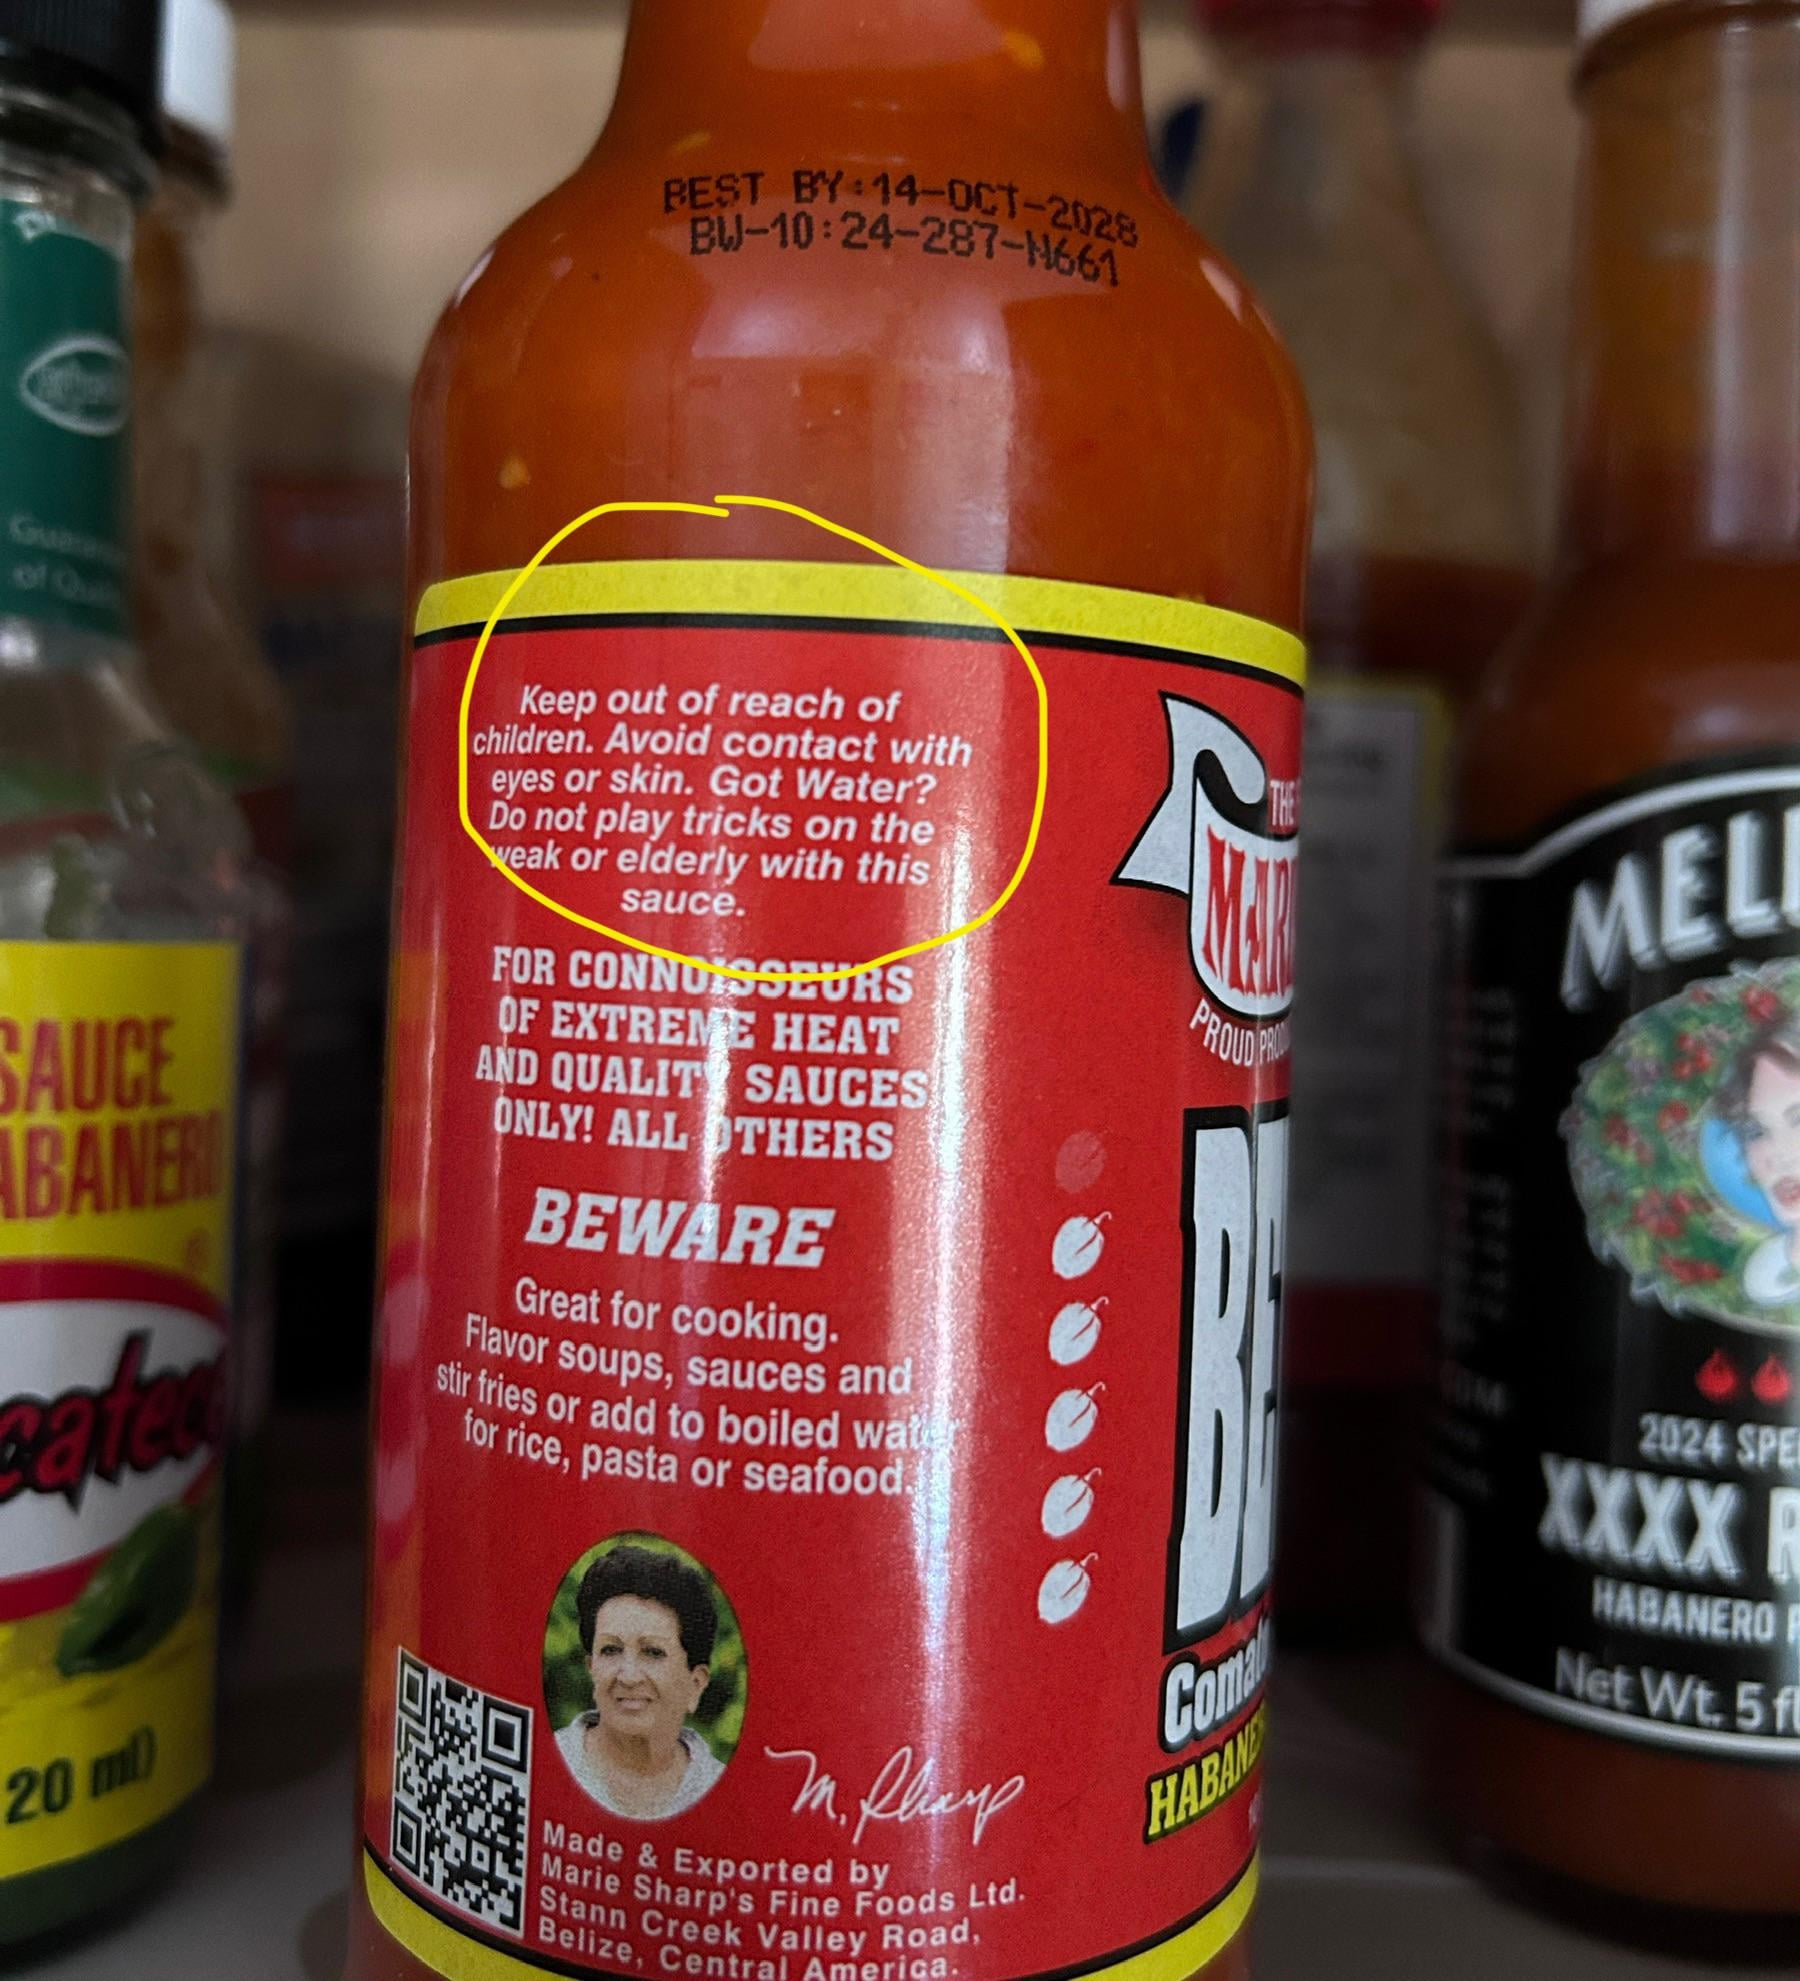 BEST BY:14-OCT-2028
BW-10:24-287-N661
Keep out of reach of
children. Avoid contact with
eyes or skin. Got Water?
Do not play tricks on the
weak or elderly with this
sauce.
FOR CONNOISSEURS
OF EXTREME HEAT
AND QUALITY SAUCES
ONLY! ALL OTHERS
BEWARE
Great for cooking.
Flavor soups, sauces and
stir fries or add to boiled water
for rice, pasta or seafood.
M. Sharp
Made & Exported by
Marie Sharp's Fine Foods Ltd.
Stann Creek Valley Road,
Belize, Central America.
THE
PROUD
SAUCE
20 ml)
2024
XXXX
HABANERO
Net Wt. 5